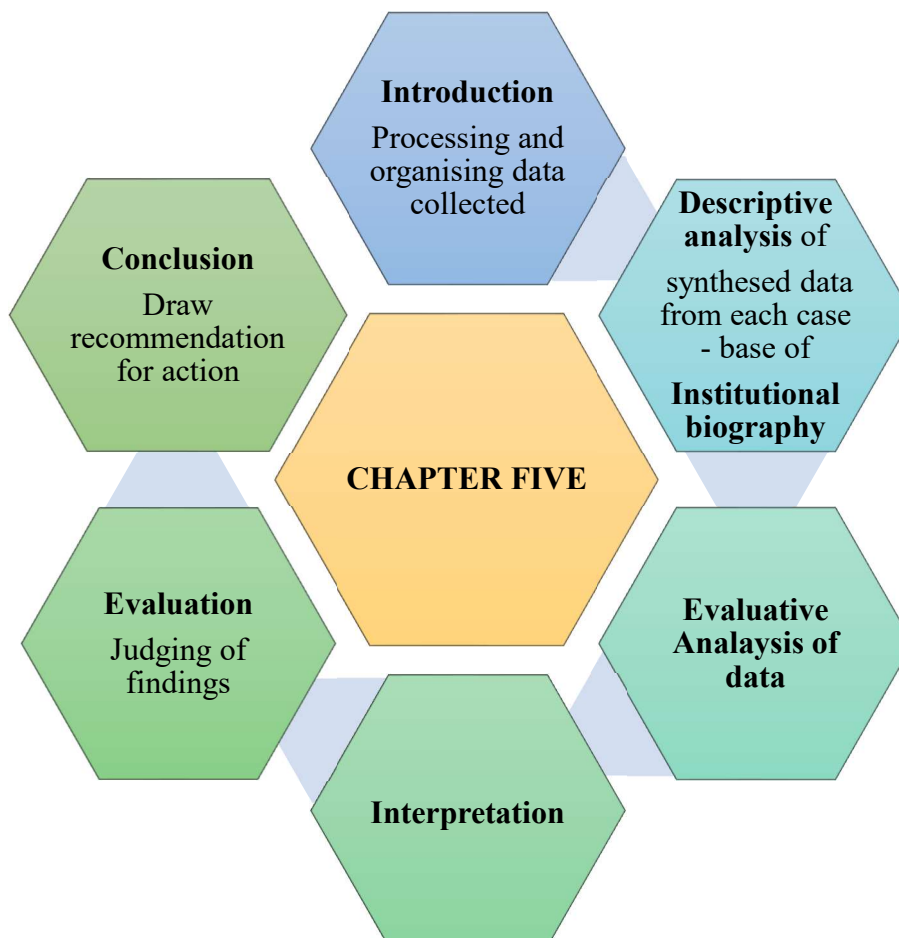 Introduction
Processing and
organising data
collected
Descriptive
analysis of
synthesed data
from each case
- base of
Institutional
biography
Evaluative
Analaysis of
data
Interpretation
Evaluation
Judging of
findings
Conclusion
Draw
recommendation
for action
CHAPTER FIVE